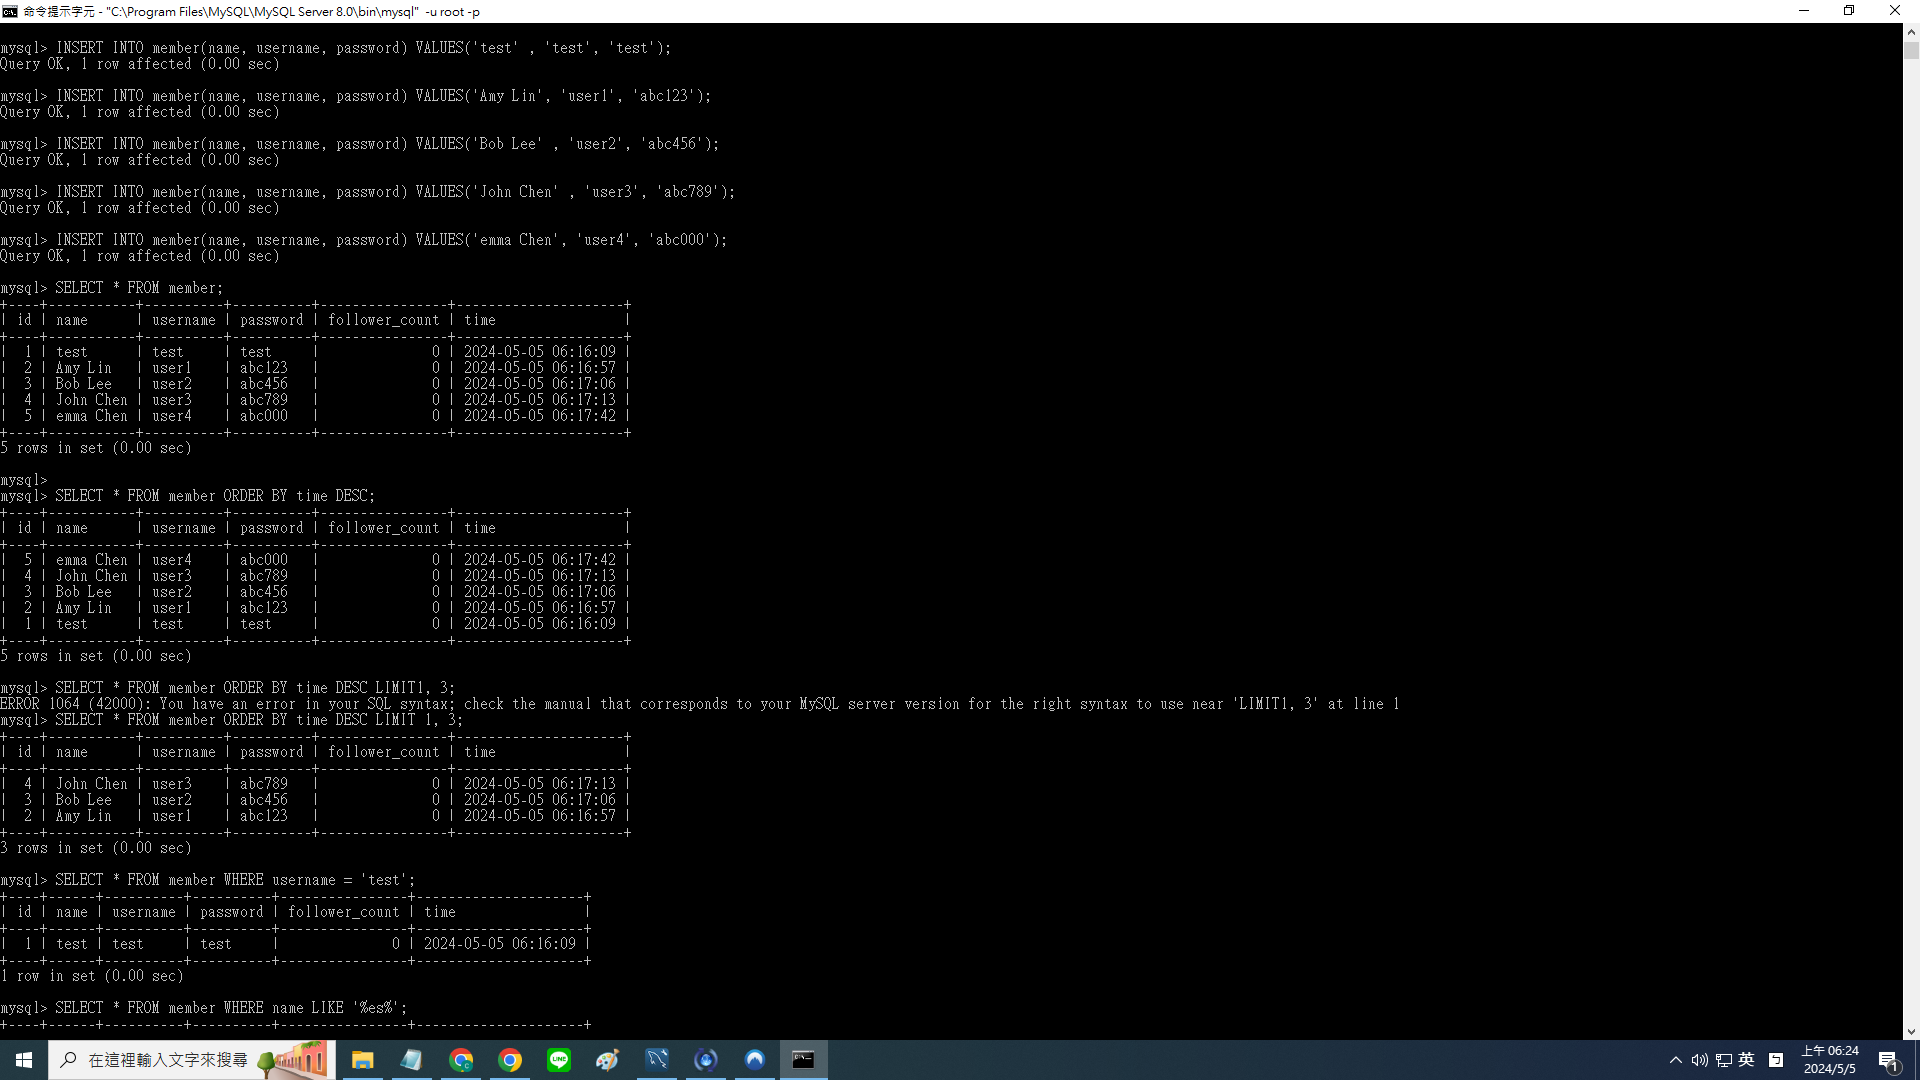 命令提示字元 - "C:\Program Files\MySQL\MySQL Server 8.0\bin\mysql" -u root -p
mysql> INSERT INTO member(name, username, password) VALUES('test' , 'test', 'test');
Query OK, 1 row affected (0.00 sec)
mysql> INSERT INTO member(name, username, password) VALUES('Amy Lin', 'user1', 'abc123');
Query OK, 1 row affected (0.00 sec)
mysql> INSERT INTO member(name, username, password) VALUES('Bob Lee' , 'user2', 'abc456');
Query OK, 1 row affected (0.00 sec)
mysql> INSERT INTO member(name, username, password) VALUES('John Chen' , 'user3', 'abc789');
Query OK, 1 row affected (0.00 sec)
mysql> INSERT INTO member(name, username, password) VALUES('emma Chen', 'user4', 'abc000');
Query OK, 1 row affected (0.00 sec)
mysql> SELECT * FROM member;
+----+-----------+----------+----------+----------------+---------------------+
| id | name      | username | password | follower_count | time                |
+----+-----------+----------+----------+----------------+---------------------+
|  1 | test      | test     | test     |              0 | 2024-05-05 06:16:09 |
|  2 | Amy Lin   | user1    | abc123   |              0 | 2024-05-05 06:16:57 |
|  3 | Bob Lee   | user2    | abc456   |              0 | 2024-05-05 06:17:06 |
|  4 | John Chen | user3    | abc789   |              0 | 2024-05-05 06:17:13 |
|  5 | emma Chen | user4    | abc000   |              0 | 2024-05-05 06:17:42 |
+----+-----------+----------+----------+----------------+---------------------+
5 rows in set (0.00 sec)
mysql>
mysql> SELECT * FROM member ORDER BY time DESC;
+----+-----------+----------+----------+----------------+---------------------+
| id | name      | username | password | follower_count | time                |
+----+-----------+----------+----------+----------------+---------------------+
|  5 | emma Chen | user4    | abc000   |              0 | 2024-05-05 06:17:42 |
|  4 | John Chen | user3    | abc789   |              0 | 2024-05-05 06:17:13 |
|  3 | Bob Lee   | user2    | abc456   |              0 | 2024-05-05 06:17:06 |
|  2 | Amy Lin   | user1    | abc123   |              0 | 2024-05-05 06:16:57 |
|  1 | test      | test     | test     |              0 | 2024-05-05 06:16:09 |
+----+-----------+----------+----------+----------------+---------------------+
5 rows in set (0.00 sec)
mysql> SELECT * FROM member ORDER BY time DESC LIMIT1, 3;
ERROR 1064 (42000): You have an error in your SQL syntax; check the manual that corresponds to your MySQL server version for the right syntax to use near 'LIMIT1, 3' at line 1
mysql> SELECT * FROM member ORDER BY time DESC LIMIT 1, 3;
+----+-----------+----------+----------+----------------+---------------------+
| id | name      | username | password | follower_count | time                |
+----+-----------+----------+----------+----------------+---------------------+
|  4 | John Chen | user3    | abc789   |              0 | 2024-05-05 06:17:13 |
|  3 | Bob Lee   | user2    | abc456   |              0 | 2024-05-05 06:17:06 |
|  2 | Amy Lin   | user1    | abc123   |              0 | 2024-05-05 06:16:57 |
+----+-----------+----------+----------+----------------+---------------------+
3 rows in set (0.00 sec)
mysql> SELECT * FROM member WHERE username = 'test';
+----+------+----------+----------+----------------+---------------------+
| id | name | username | password | follower_count | time                |
+----+------+----------+----------+----------------+---------------------+
|  1 | test | test     | test     |              0 | 2024-05-05 06:16:09 |
+----+------+----------+----------+----------------+---------------------+
1 row in set (0.00 sec)
mysql> SELECT * FROM member WHERE name LIKE '%es%';
+----+------+----------+----------+----------------+---------------------+
在這裡輸入文字來搜尋
LINE
英
上午 06:24
2024/5/5
1